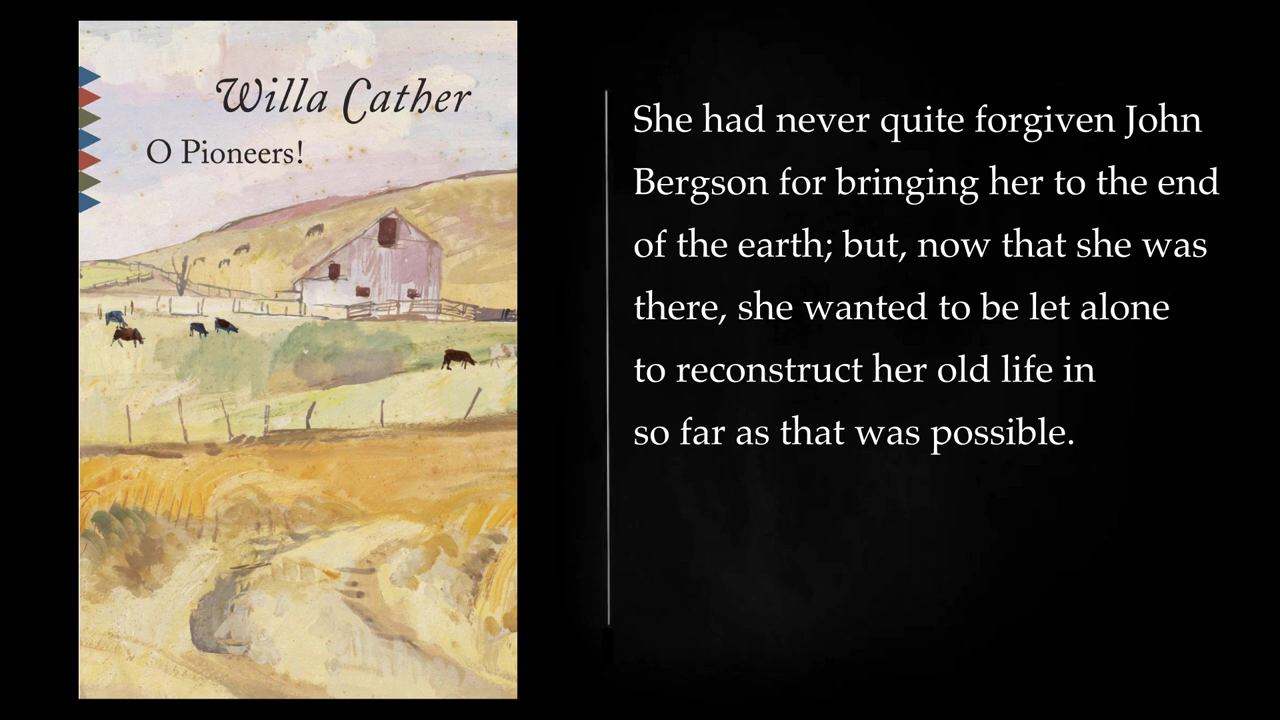 Willa Cather
O Pioneers!
She had never quite forgiven John
Bergson for bringing her to the end
of the earth; but, now that she was
there, she wanted to be let alone
to reconstruct her old life in
so far as that was possible.